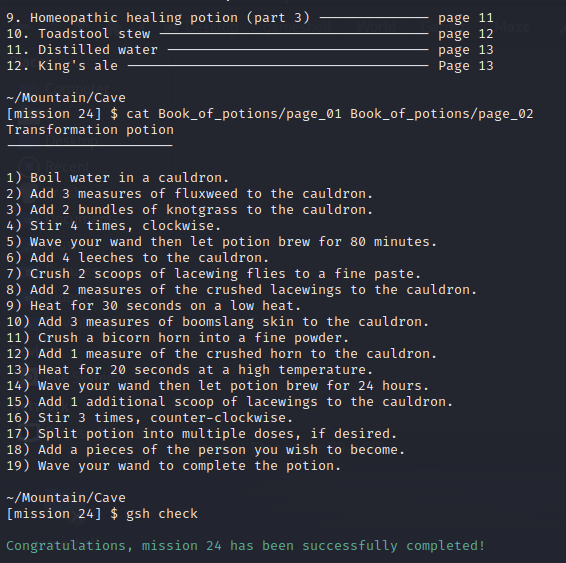 9. Homeopathic healing potion (part 3) ────────────── page 11
10. Toadstool stew ─────────────────────────────────── page 12
11. Distilled water ────────────────────────────────── page 13
12. King's ale ─────────────────────────────────────── Page 13
~/Mountain/Cave
[mission 24] $ cat Book_of_potions/page_01 Book_of_potions/page_02
Transformation potion
─────────────────────
1) Boil water in a cauldron.
2) Add 3 measures of fluxweed to the cauldron.
3) Add 2 bundles of knotgrass to the cauldron.
4) Stir 4 times, clockwise.
5) Wave your wand then let potion brew for 80 minutes.
6) Add 4 leeches to the cauldron.
7) Crush 2 scoops of lacewing flies to a fine paste.
8) Add 2 measures of the crushed lacewings to the cauldron.
9) Heat for 30 seconds on a low heat.
10) Add 3 measures of boomslang skin to the cauldron.
11) Crush a bicorn horn into a fine powder.
12) Add 1 measure of the crushed horn to the cauldron.
13) Heat for 20 seconds at a high temperature.
14) Wave your wand then let potion brew for 24 hours.
15) Add 1 additional scoop of lacewings to the cauldron.
16) Stir 3 times, counter-clockwise.
17) Split potion into multiple doses, if desired.
18) Add a pieces of the person you wish to become.
19) Wave your wand to complete the potion.
~/Mountain/Cave
[mission 24] $ gsh check
Congratulations, mission 24 has been successfully completed!